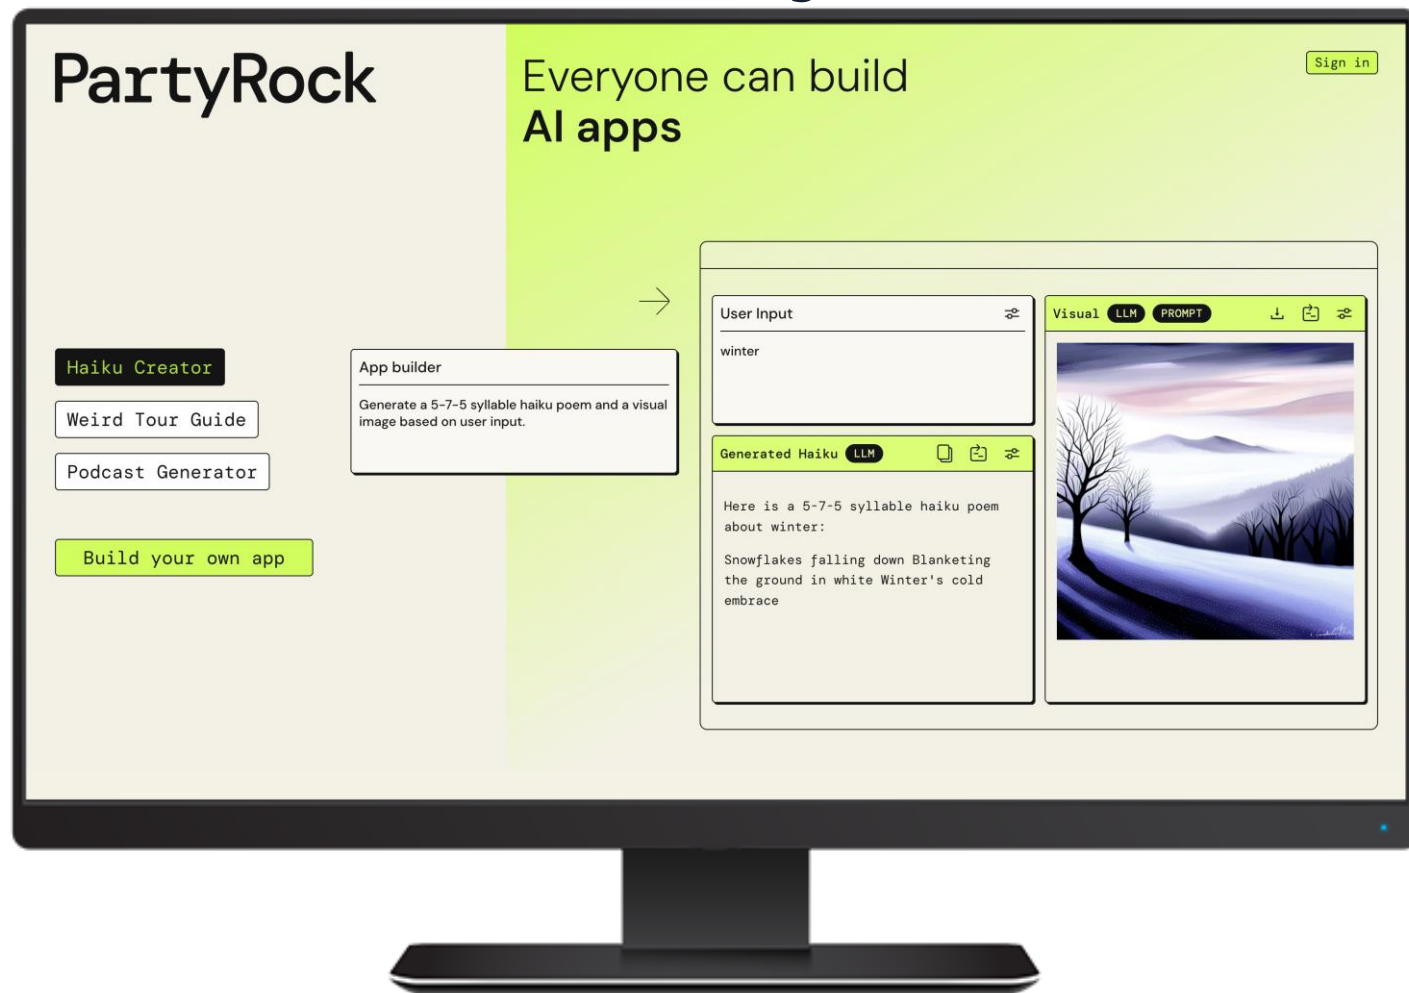 PartyRock
Everyone can build
AI apps
Sign in
Haiku Creator
Weird Tour Guide
Podcast Generator
Build your own app
App builder
Generate a 5-7-5 syllable haiku poem and a visual
image based on user input.
User Input
winter
Generated Haiku LLM
Here is a 5-7-5 syllable haiku poem
about winter:
Snowflakes falling down Blanketing
the ground in white Winter's cold
embrace
Visual LLM PROMPT